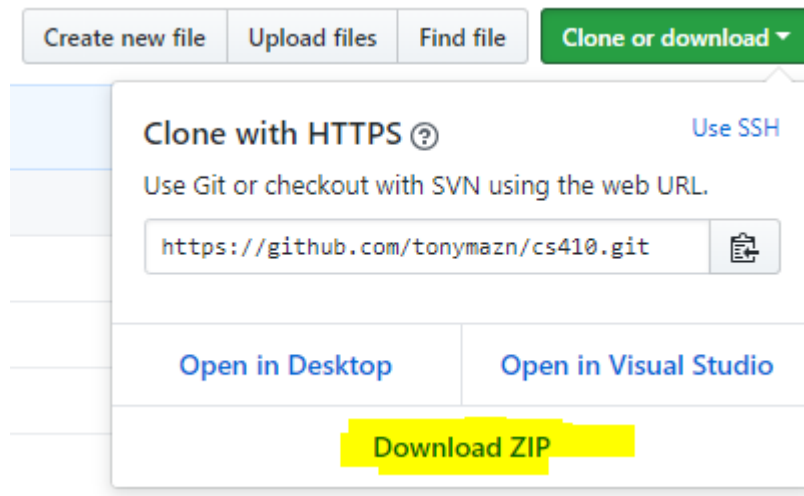 Create new file Upload files Find file Clone or download
Clone with HTTPS Use SSH
Use Git or checkout with SVN using the web URL.
https://github.com/tonymazn/cs410.git
Open in Desktop Open in Visual Studio
Download ZIP